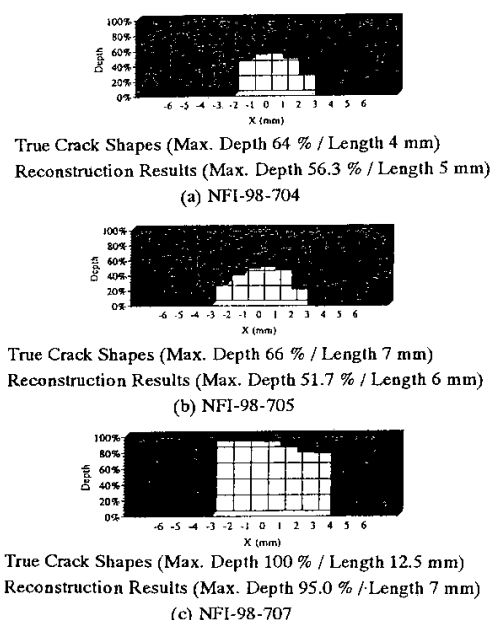 100%
80%
60%
40%
20%
0%
Depth
-6 -5 -4 -3 -2 -1 0 1 2 3 4 5 6
X (mm)
True Crack Shapes (Max. Depth 64 % / Length 4 mm)
Reconstruction Results (Max. Depth 56.3 % / Length 5 mm)
(a) NFI-98-704
100%
80%
60%
40%
20%
0%
Depth
-6 -5 -4 -3 -2 -1 0 1 2 3 4 5 6
X (mm)
True Crack Shapes (Max. Depth 66 % / Length 7 mm)
Reconstruction Results (Max. Depth 51.7 % / Length 6 mm)
(b) NFI-98-705
100%
80%
60%
40%
20%
0%
Depth
-6 -5 -4 -3 -2 -1 0 1 2 3 4 5 6
X (mm)
True Crack Shapes (Max. Depth 100 % / Length 12.5 mm)
Reconstruction Results (Max. Depth 95.0 % / Length 7 mm)
(c) NFI-98-707